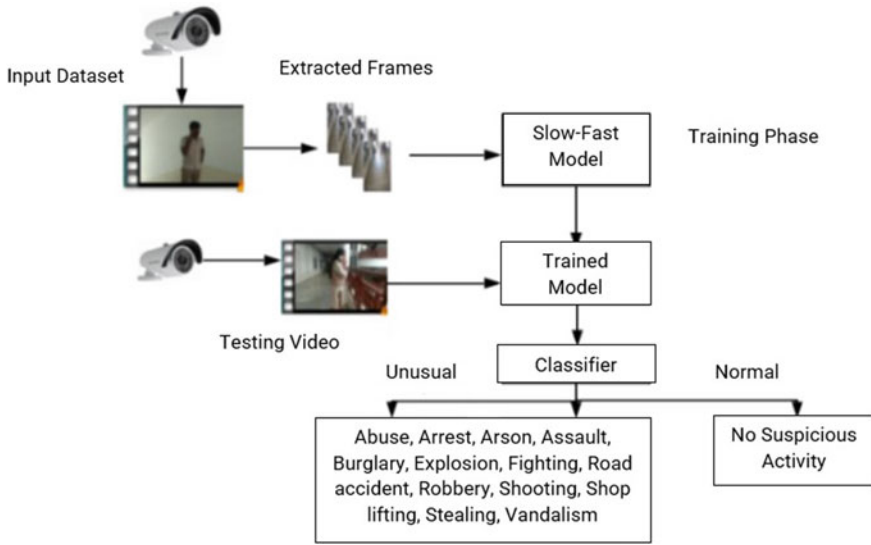 Input Dataset
Extracted Frames
Slow-Fast
Model
Training Phase
Trained
Model
Testing Video
Unusual
Classifier
Normal
Abuse, Arrest, Arson, Assault,
Burglary, Explosion, Fighting, Road
accident, Robbery, Shooting, Shop
lifting, Stealing, Vandalism
No Suspicious
Activity